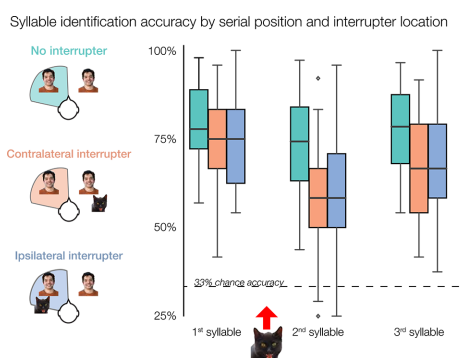 Syllable identification accuracy by serial position and interrupter location
No interrupter
Contralateral interrupter
Ipsilateral interrupter
100%
75%
50%
33% chance accuracy
25%
1st syllable
2nd syllable
3rd syllable